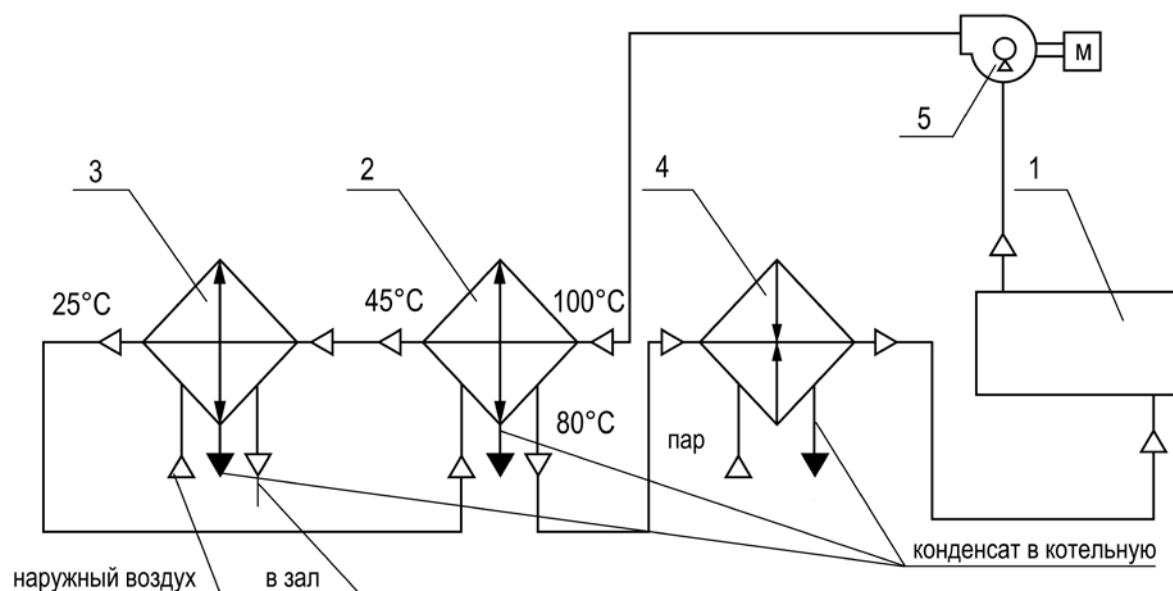 М
5
3
2
4
1
25°C
45°C
100°C
80°C
пар
конденсат в котельную
наружный воздух
в зал